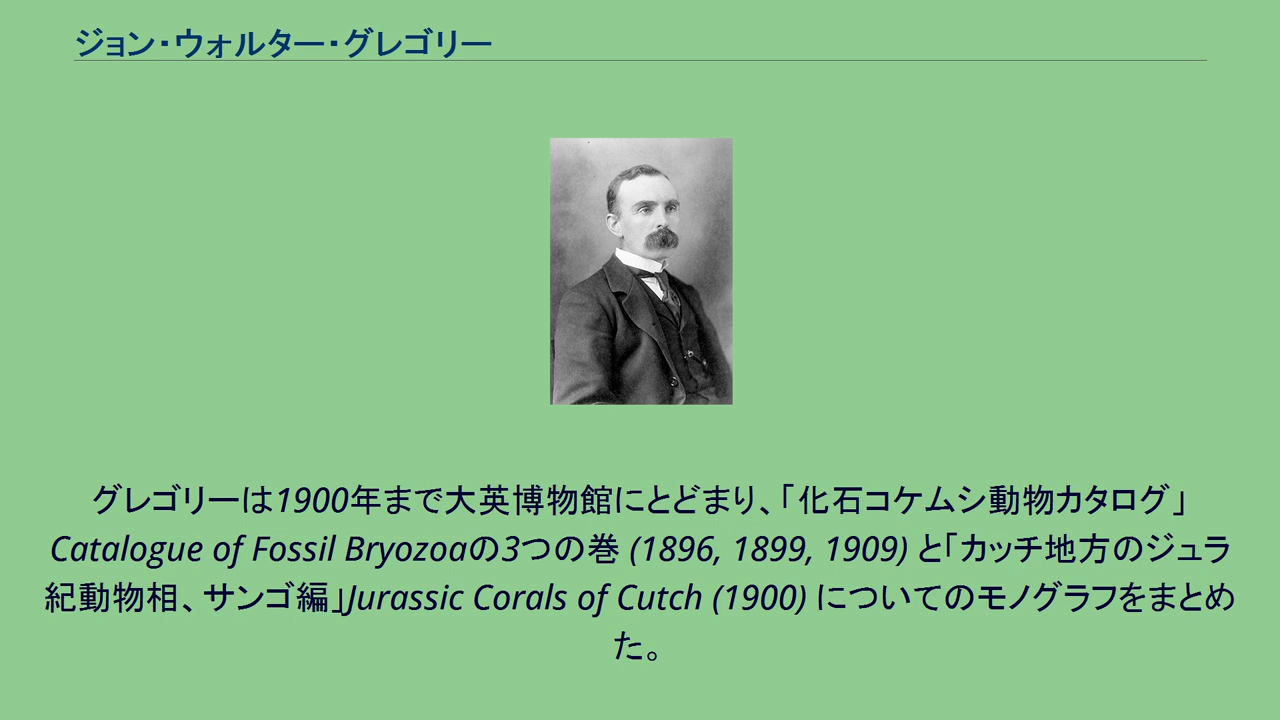 ジョン・ウォルター・グレゴリー
グレゴリーは1900年まで大英博物館にとどまり、「化石コケムシ動物カタログ」
Catalogue of Fossil Bryozoaの3つの巻 (1896, 1899, 1909) と「カッチ地方のジュラ
紀動物相、サンゴ編」Jurassic Corals of Cutch (1900) についてのモノグラフをまとめ
た。